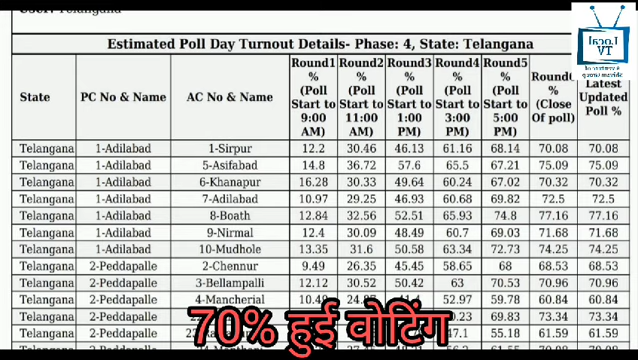 User: Telangana
Local
TV
Estimated Poll Day Turnout Details- Phase: 4, State: Telangana
State PC No & Name AC No & Name Round1 % (Poll Start to 9:00 AM) Round2 % (Poll Start to 11:00 AM) Round3 % (Poll Start to 1:00 PM) Round4 % (Poll Start to 3:00 PM) Round5 % (Poll Start to 5:00 PM) % (Close Of poll) Latest Updated Poll %
Telangana 1-Adilabad 1-Sirpur 12.2 30.46 46.13 61.16 68.14 70.08 70.08
Telangana 1-Adilabad 5-Asifabad 14.8 36.72 57.6 65.5 67.21 75.09 75.09
Telangana 1-Adilabad 6-Khanapur 16.28 30.33 49.64 60.24 67.02 70.32 70.32
Telangana 1-Adilabad 7-Adilabad 10.97 29.25 46.93 60.68 69.82 72.5 72.5
Telangana 1-Adilabad 8-Boath 12.84 32.56 52.51 65.93 74.8 77.16 77.16
Telangana 1-Adilabad 9-Nirmal 12.4 30.09 48.49 60.7 69.03 71.68 71.68
Telangana 1-Adilabad 10-Mudhole 13.35 31.6 50.58 63.34 72.73 74.25 74.25
Telangana 2-Peddapalle 2-Chennur 9.49 26.35 45.45 58.65 68 68.53 68.53
Telangana 2-Peddapalle 3-Bellampalli 12.12 30.52 50.42 63 70.53 70.96 70.96
Telangana 2-Peddapalle 4-Mancherial 52.97 59.78 60.84 60.84
Telangana 2-Peddapalle 69.83 73.34 73.34
Telangana 2-Peddapalle 47.1 55.18 61.59 61.59
70% हुई वोटिंग